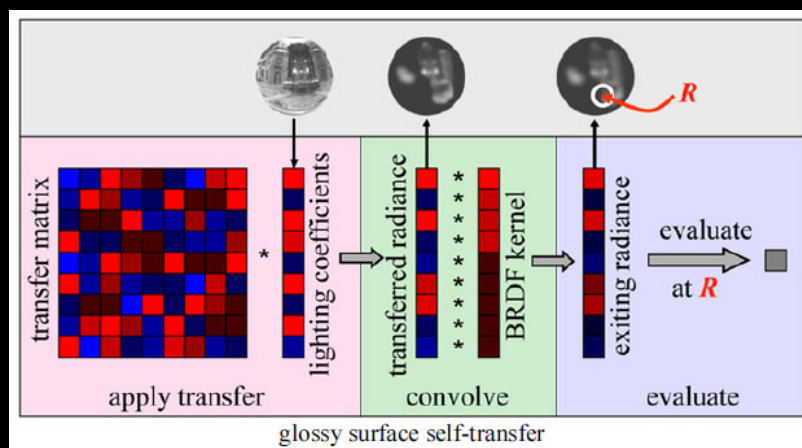 R
transfer matrix
*
lighting coefficients
transferred radiance
* * * * * * * * *
BRDF kernel
exiting radiance
evaluate
at R
apply transfer
convolve
evaluate
glossy surface self-transfer